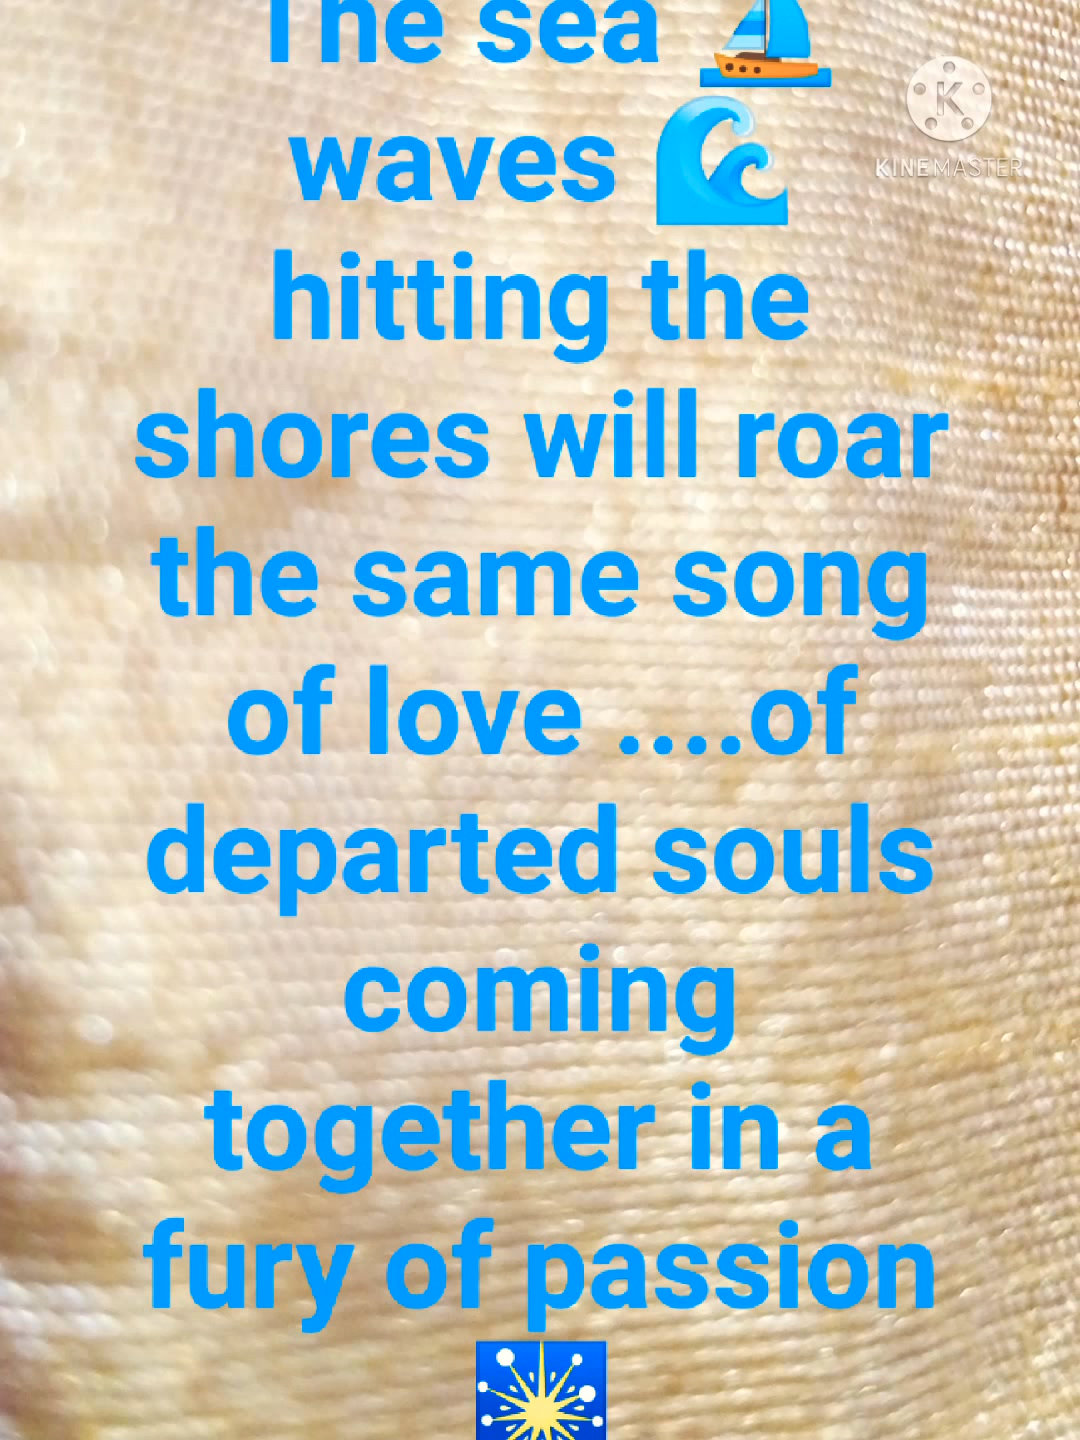 The sea ⛵
waves 🌊
hitting the
shores will roar
the same song
of love ....of
departed souls
coming
together in a
fury of passion
🎇
K
KINEMASTER